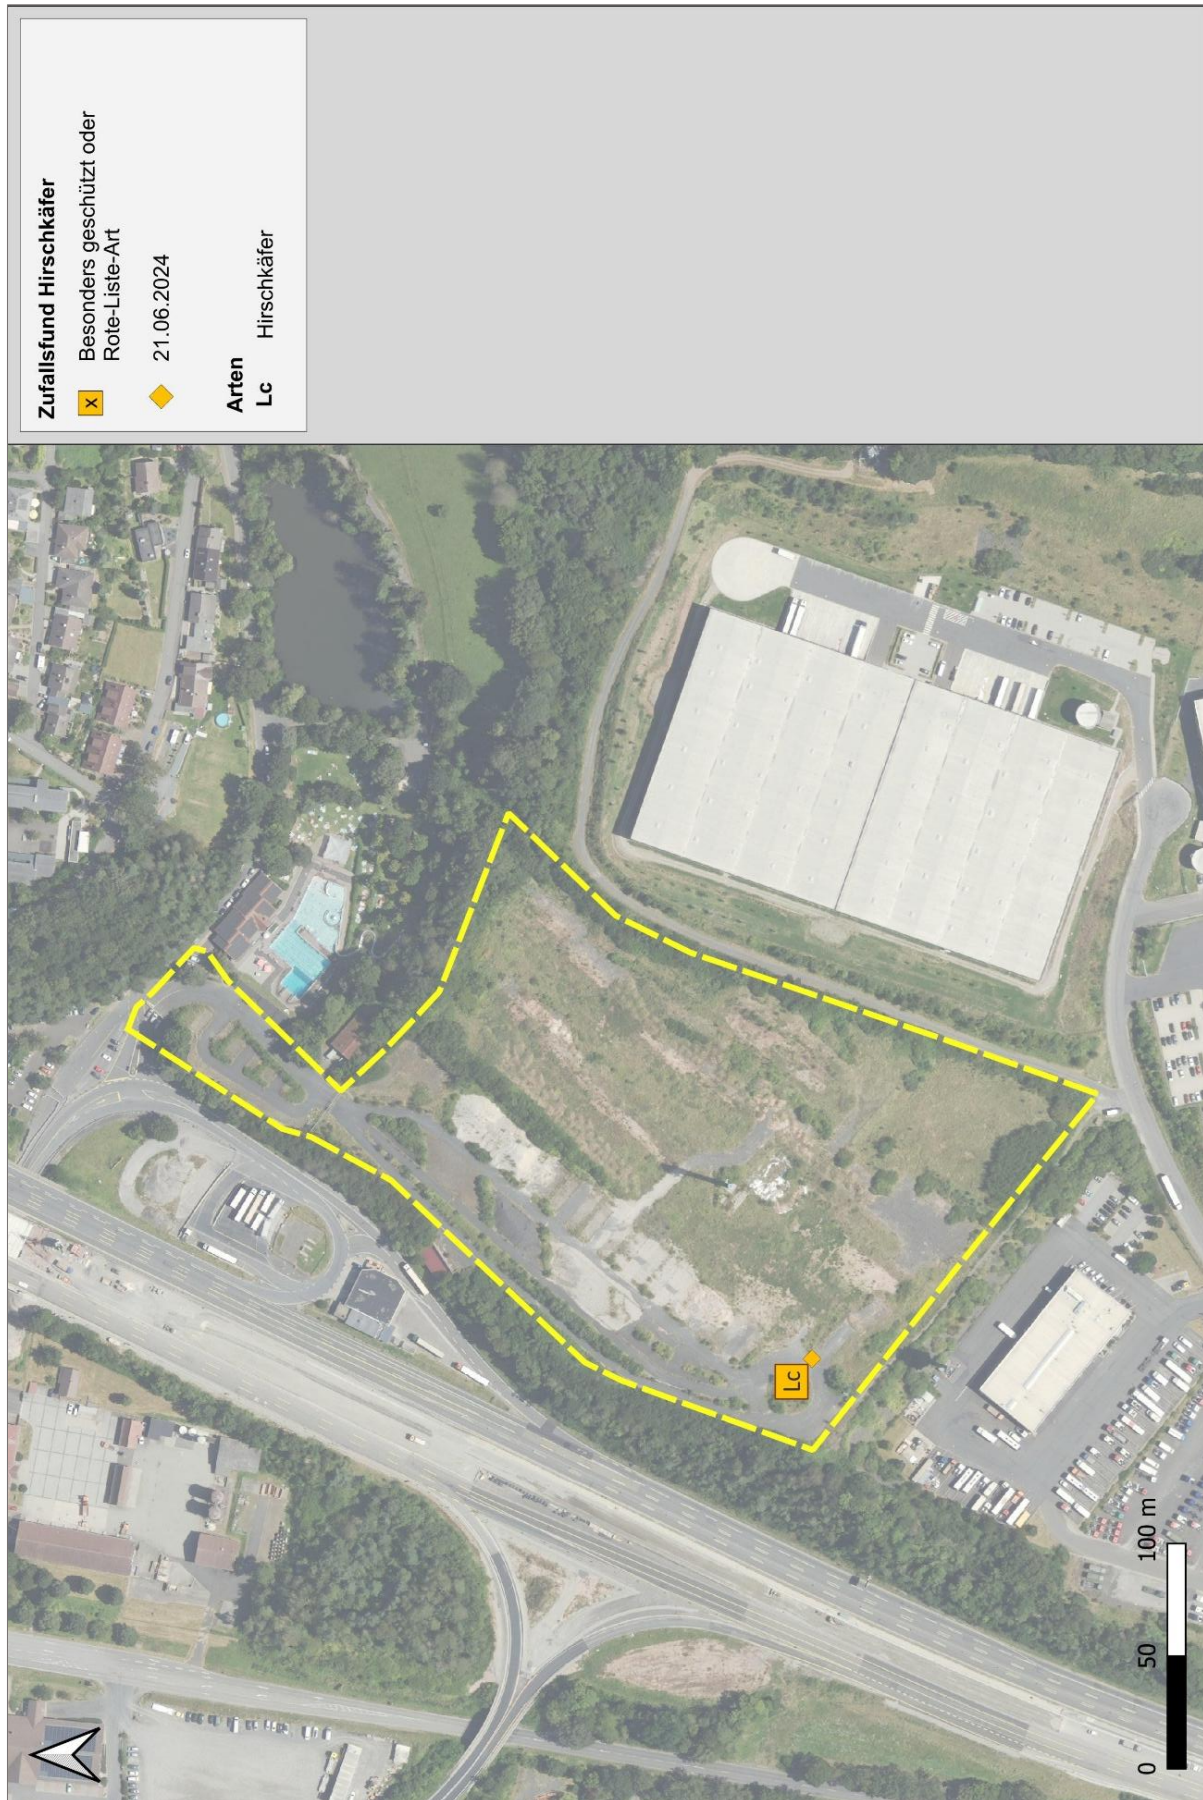 Zufallsfund Hirschkäfer
x Besonders geschützt oder
Rote-Liste-Art
21.06.2024
Arten
Lc Hirschkäfer
Lc
0 50 100 m